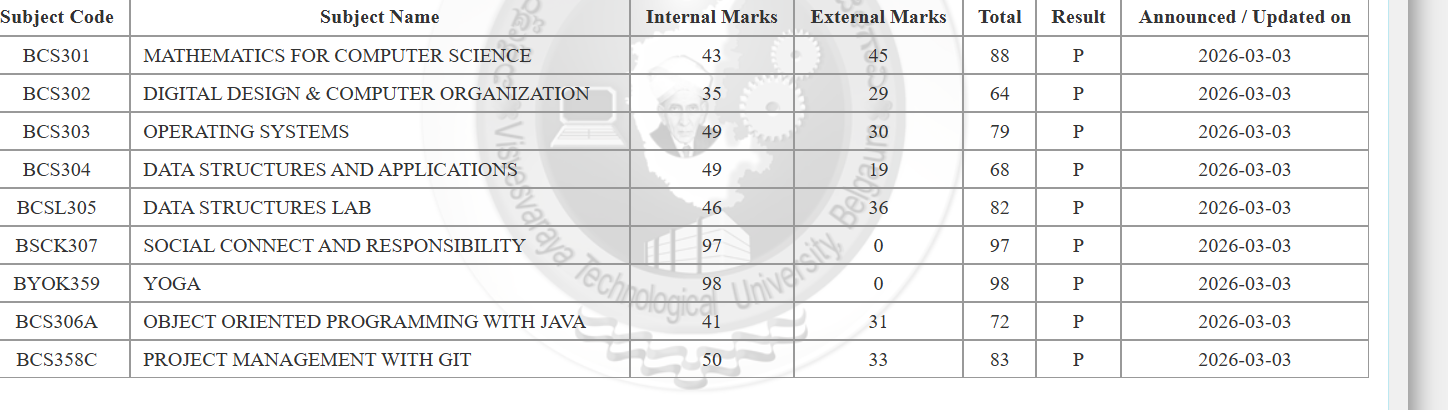 Subject Code Subject Name Internal Marks External Marks Total Result Announced / Updated on
BCS301 MATHEMATICS FOR COMPUTER SCIENCE 43 45 88 P 2026-03-03
BCS302 DIGITAL DESIGN & COMPUTER ORGANIZATION 35 29 64 P 2026-03-03
BCS303 OPERATING SYSTEMS 49 30 79 P 2026-03-03
BCS304 DATA STRUCTURES AND APPLICATIONS 49 19 68 P 2026-03-03
BCSL305 DATA STRUCTURES LAB 46 36 82 P 2026-03-03
BSCK307 SOCIAL CONNECT AND RESPONSIBILITY 97 0 97 P 2026-03-03
BYOK359 YOGA 98 0 98 P 2026-03-03
BCS306A OBJECT ORIENTED PROGRAMMING WITH JAVA 41 31 72 P 2026-03-03
BCS358C PROJECT MANAGEMENT WITH GIT 50 33 83 P 2026-03-03
Visvesvaraya Technological University, Belgaum